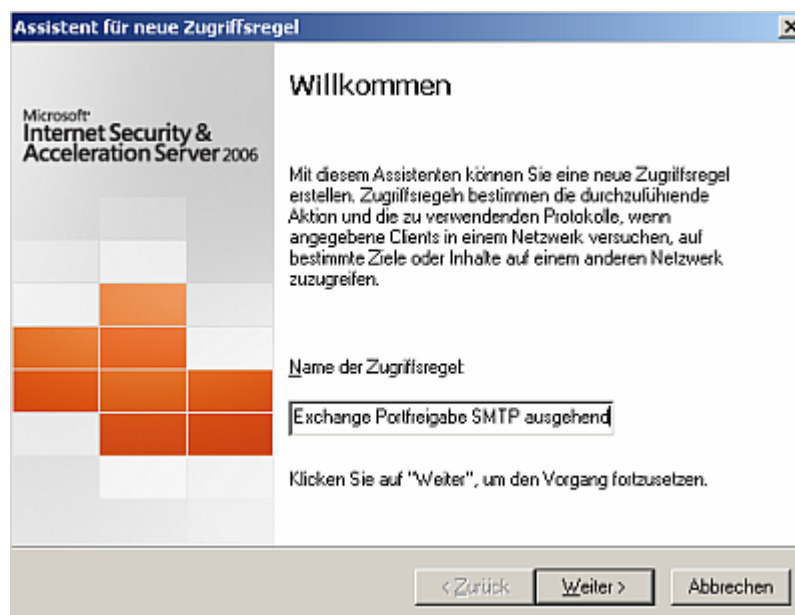 Assistent für neue Zugriffsregel
Microsoft
Internet Security &
Acceleration Server 2006
Willkommen
Mit diesem Assistenten können Sie eine neue Zugriffsregel
erstellen. Zugriffsregeln bestimmen die durchzuführende
Aktion und die zu verwendenden Protokolle, wenn
angegebene Clients in einem Netzwerk versuchen, auf
bestimmte Ziele oder Inhalte auf einem anderen Netzwerk
zuzugreifen.
Name der Zugriffsregel:
Exchange Portfreigabe SMTP ausgehend
Klicken Sie auf "Weiter", um den Vorgang fortzusetzen.
< Zurück
Weiter >
Abbrechen